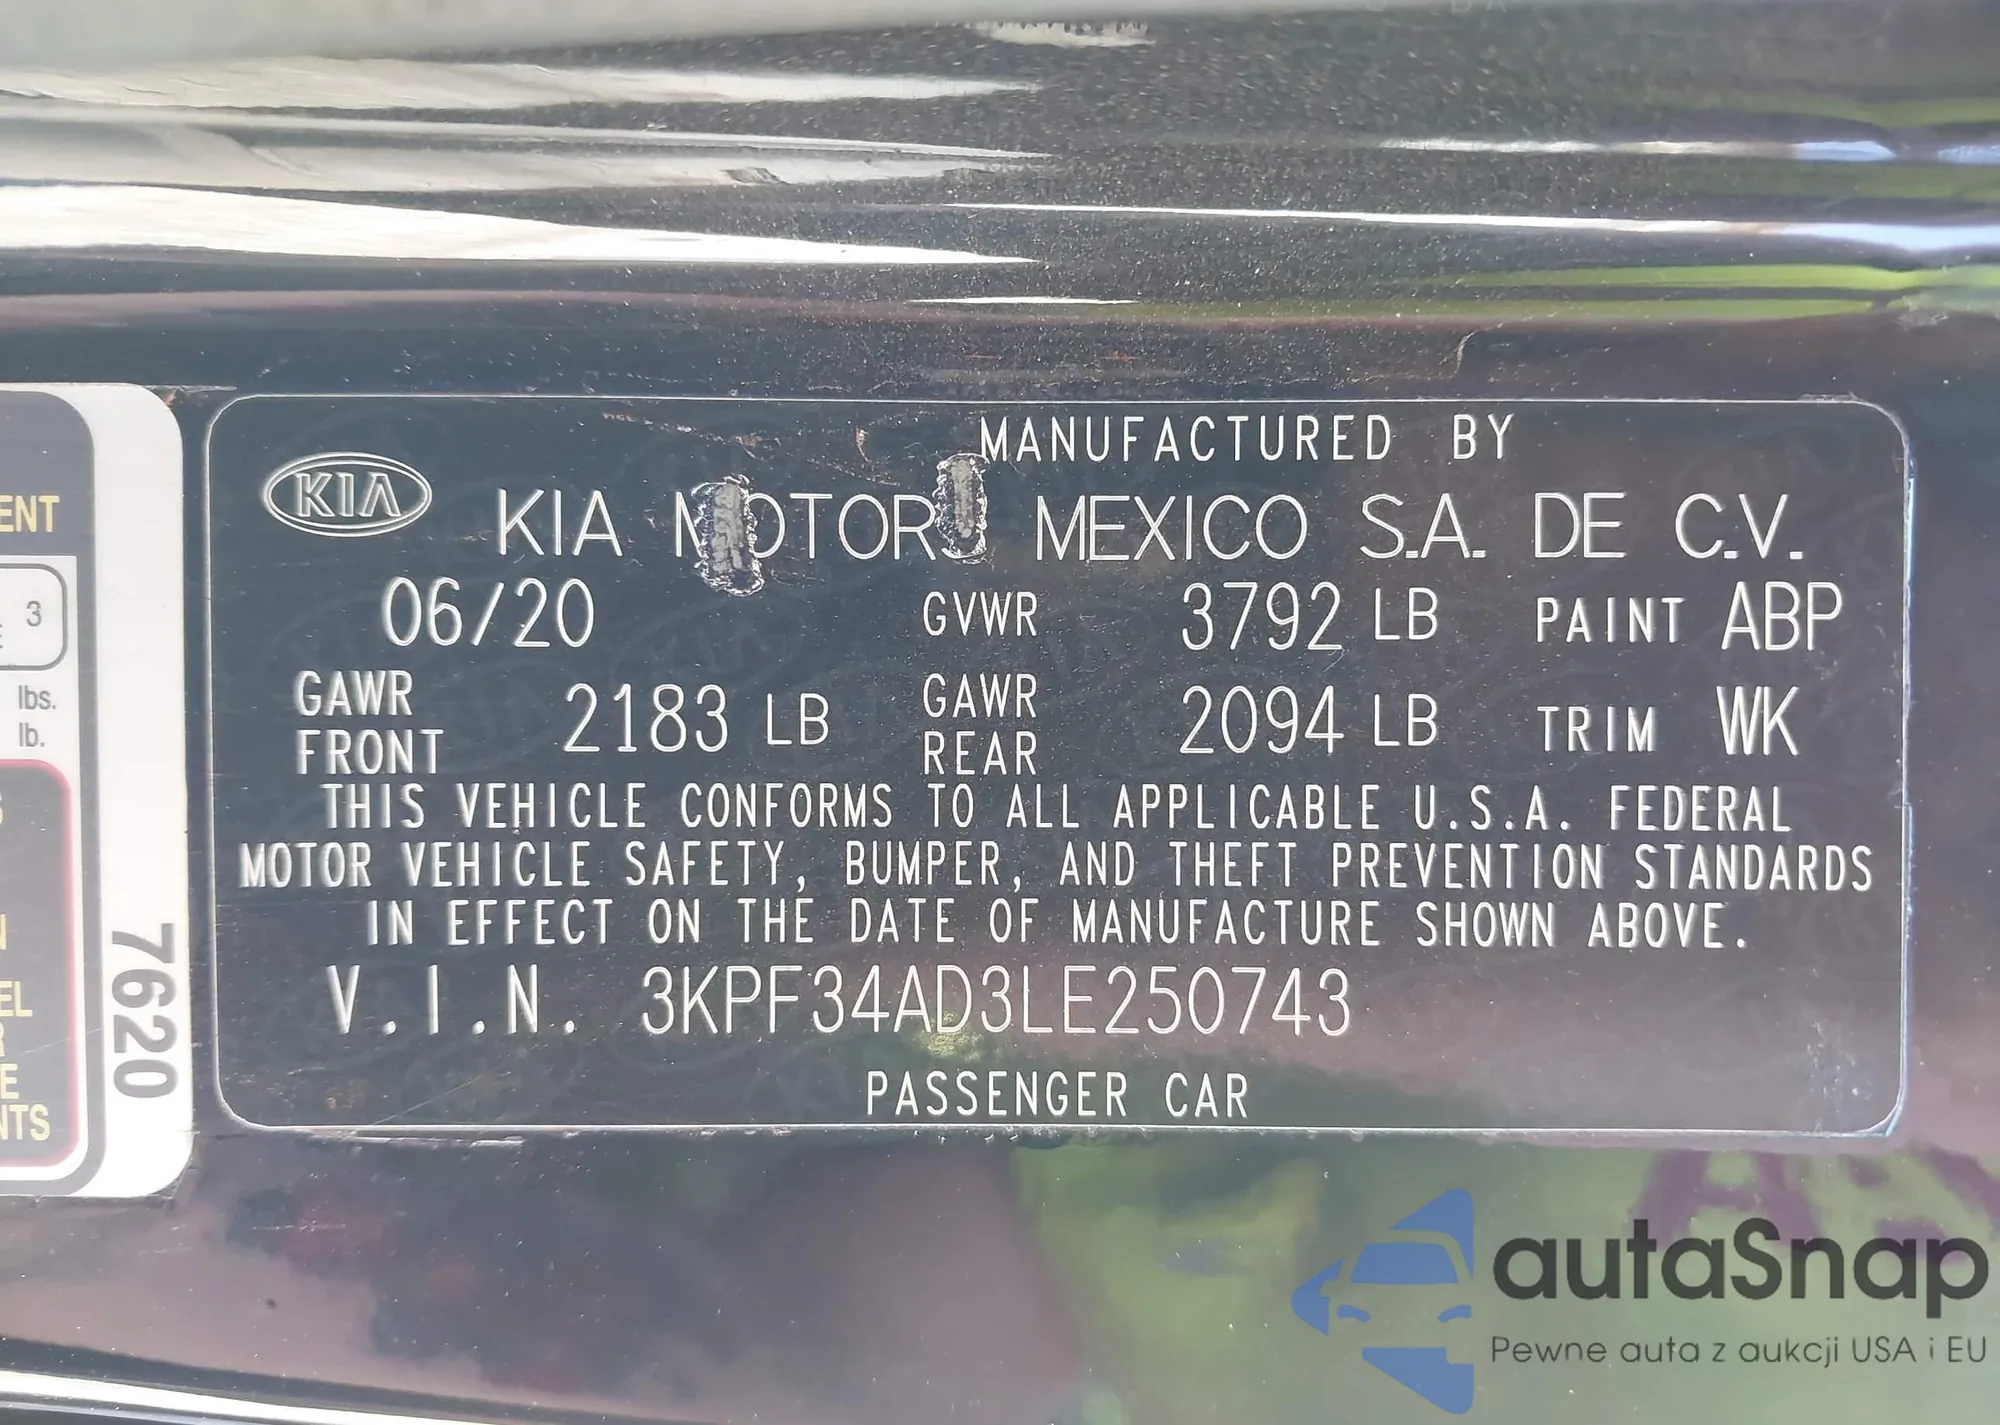 MANUFACTURED BY
KIA KIA MOTORS MEXICO S.A. DE C.V.
06/20 GVWR 3792 LB PAINT ABP
GAWR FRONT 2183 LB GAWR REAR 2094 LB TRIM WK
THIS VEHICLE CONFORMS TO ALL APPLICABLE U.S.A. FEDERAL
MOTOR VEHICLE SAFETY, BUMPER, AND THEFT PREVENTION STANDARDS
IN EFFECT ON THE DATE OF MANUFACTURE SHOWN ABOVE.
V.I.N. 3KPF34AD3LE250743
PASSENGER CAR
3
lbs.
lb.
7620
autaSnap
Pewne auta z aukcji USA i EU